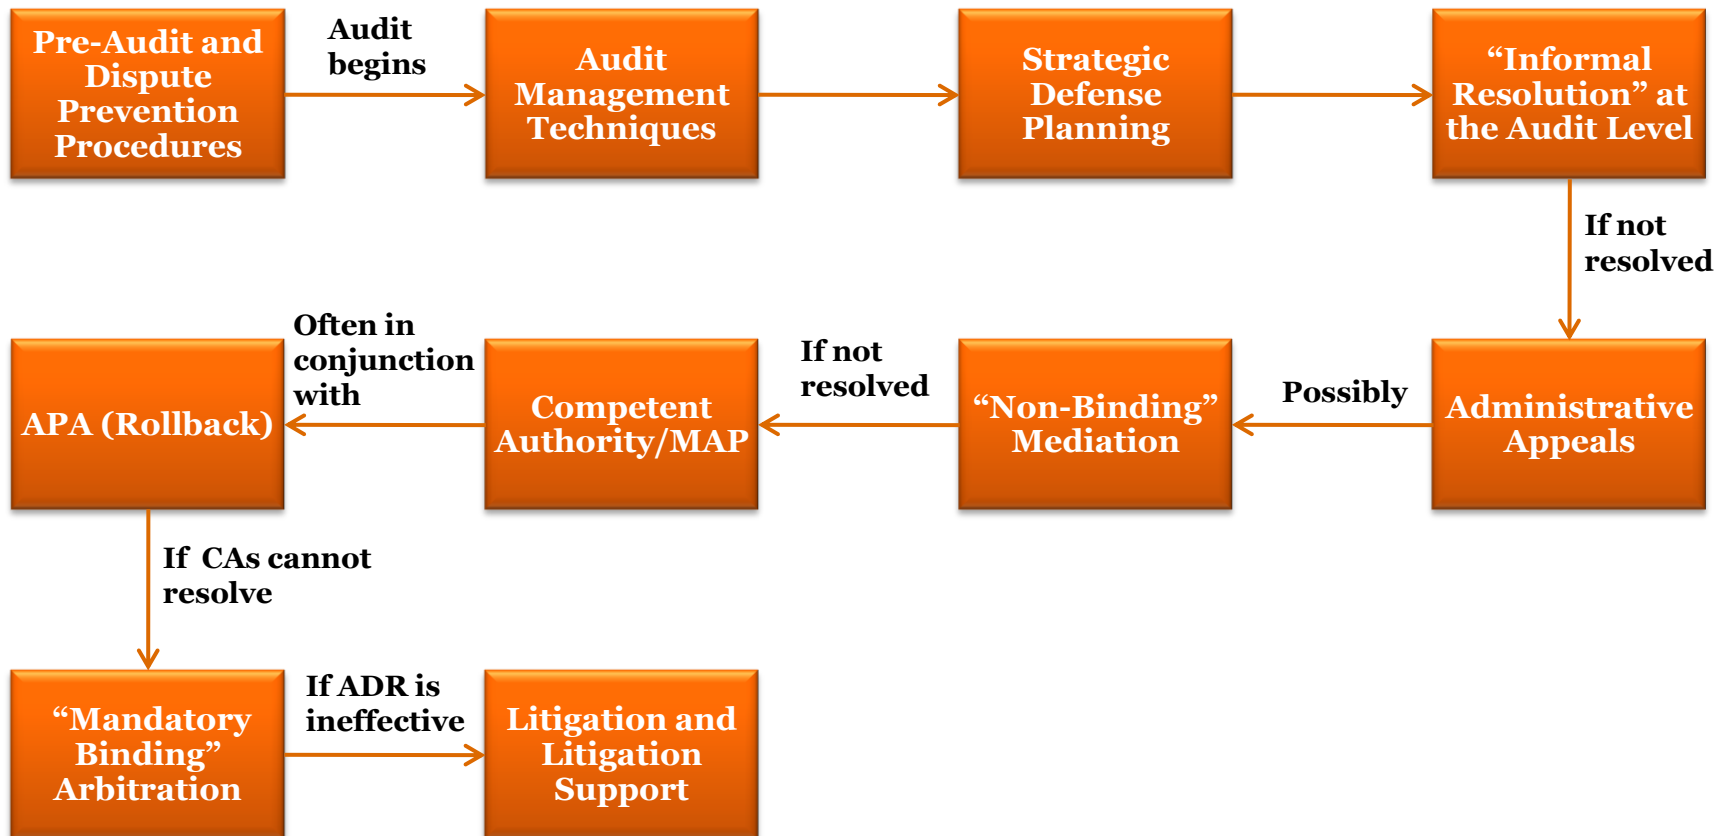 Pre-Audit and
Dispute
Prevention
Procedures
Audit
begins
Audit
Management
Techniques
Strategic
Defense
Planning
“Informal
Resolution” at
the Audit Level
If not
resolved
Administrative
Appeals
Possibly
“Non-Binding”
Mediation
If not
resolved
Competent
Authority/MAP
Often in
conjunction
with
APA (Rollback)
If CAs cannot
resolve
“Mandatory
Binding”
Arbitration
If ADR is
ineffective
Litigation and
Litigation
Support